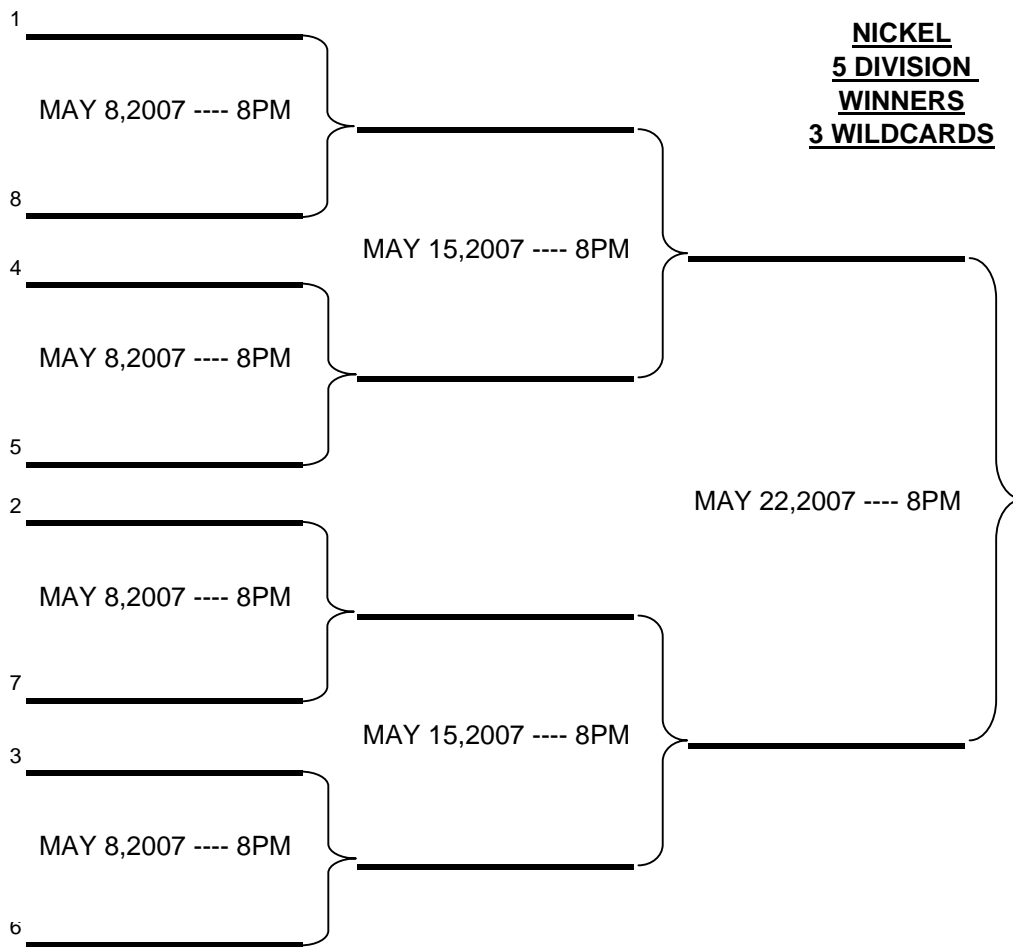 1
NICKEL
5 DIVISION
WINNERS
3 WILDCARDS
MAY 8,2007 ---- 8PM
8
MAY 15,2007 ---- 8PM
4
MAY 8,2007 ---- 8PM
5
2
MAY 22,2007 ---- 8PM
MAY 8,2007 ---- 8PM
7
MAY 15,2007 ---- 8PM
3
MAY 8,2007 ---- 8PM
6